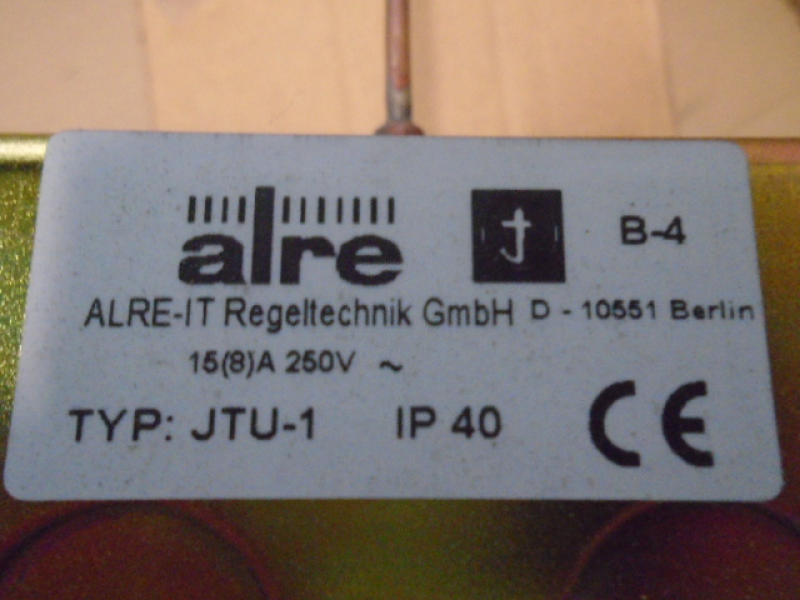 alre J B-4
ALRE-IT Regeltechnik GmbH D - 10551 Berlin
15(8)A 250V ~
TYP: JTU-1 IP 40 CE